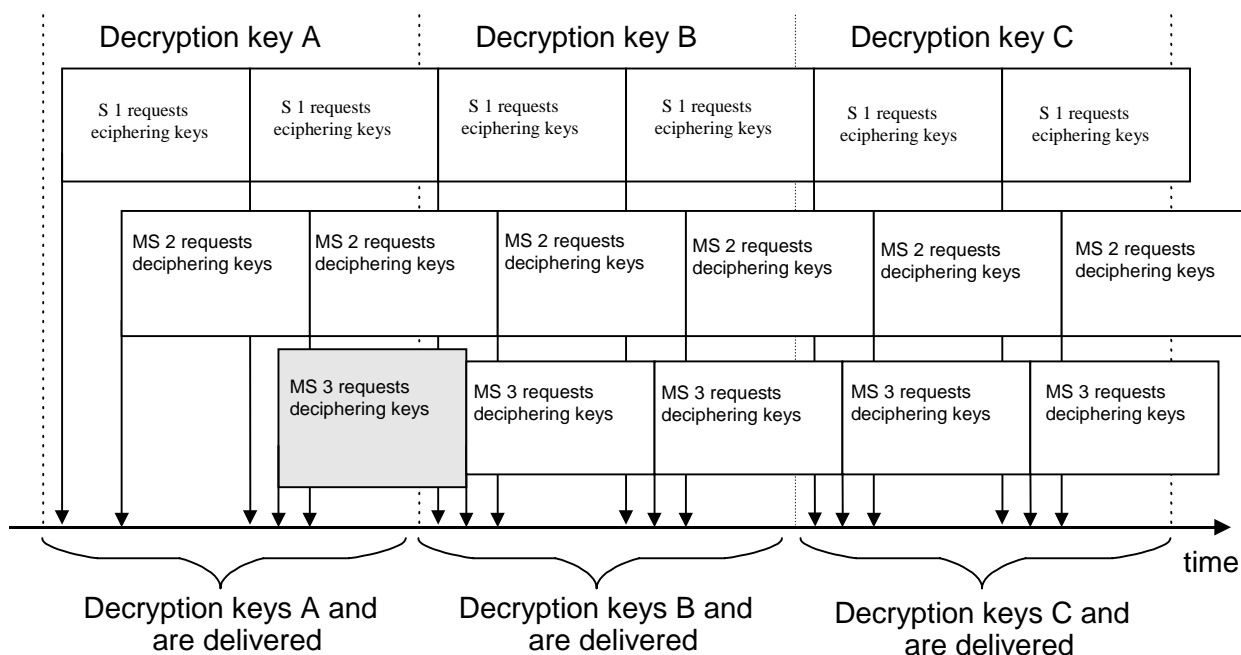 Decryption key A
Decryption key B
Decryption key C
S 1 requests
eciphering keys
S 1 requests
eciphering keys
S 1 requests
eciphering keys
S 1 requests
eciphering keys
S 1 requests
eciphering keys
S 1 requests
eciphering keys
MS 2 requests
deciphering keys
MS 2 requests
deciphering keys
MS 2 requests
deciphering keys
MS 2 requests
deciphering keys
MS 2 requests
deciphering keys
MS 2 requests
deciphering keys
MS 3 requests
deciphering keys
MS 3 requests
deciphering keys
MS 3 requests
deciphering keys
MS 3 requests
deciphering keys
MS 3 requests
deciphering keys
time
Decryption keys A and
are delivered
Decryption keys B and
are delivered
Decryption keys C and
are delivered